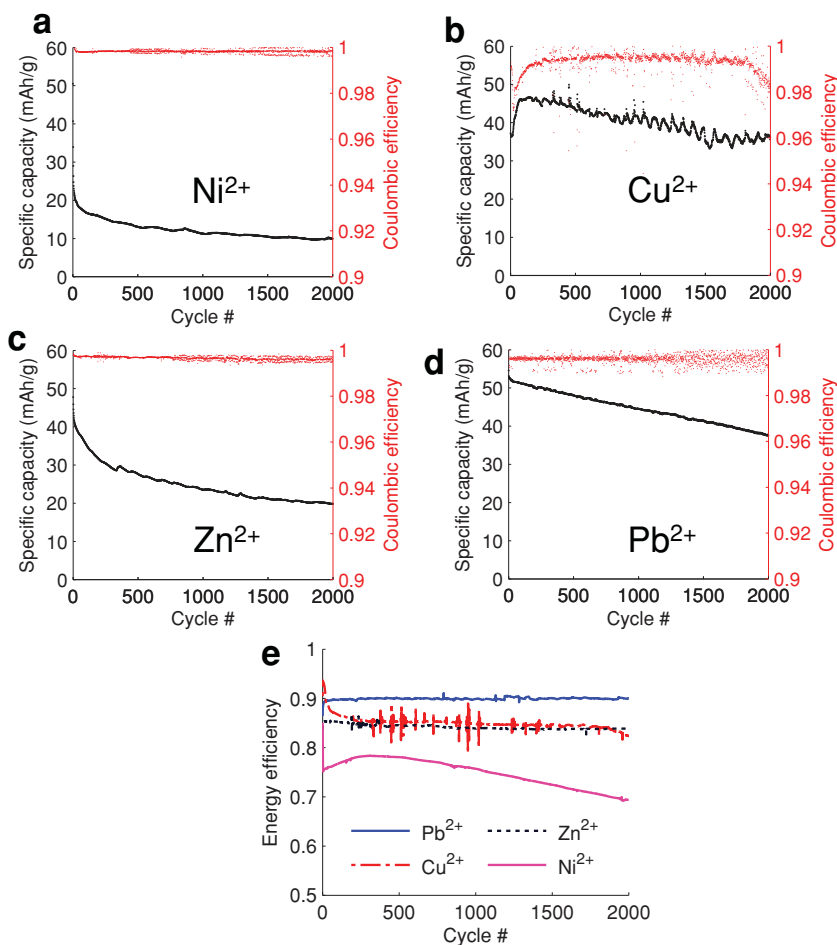 a
60
50
40
30
20
10
0
Specific capacity (mAh/g)
1
0.98
0.96
0.94
0.92
0.9
Coulombic efficiency
Ni²⁺
0 500 1000 1500 2000
Cycle #
b
60
50
40
30
20
10
0
Specific capacity (mAh/g)
1
0.98
0.96
0.94
0.92
0.9
Coulombic efficiency
Cu²⁺
0 500 1000 1500 2000
Cycle #
c
60
50
40
30
20
10
0
Specific capacity (mAh/g)
1
0.98
0.96
0.94
0.92
0.9
Coulombic efficiency
Zn²⁺
0 500 1000 1500 2000
Cycle #
d
60
50
40
30
20
10
0
Specific capacity (mAh/g)
1
0.98
0.96
0.94
0.92
0.9
Coulombic efficiency
Pb²⁺
0 500 1000 1500 2000
Cycle #
e
1
0.9
0.8
0.7
0.6
0.5
Energy efficiency
Pb²⁺ Zn²⁺
Cu²⁺ Ni²⁺
0 500 1000 1500 2000
Cycle #